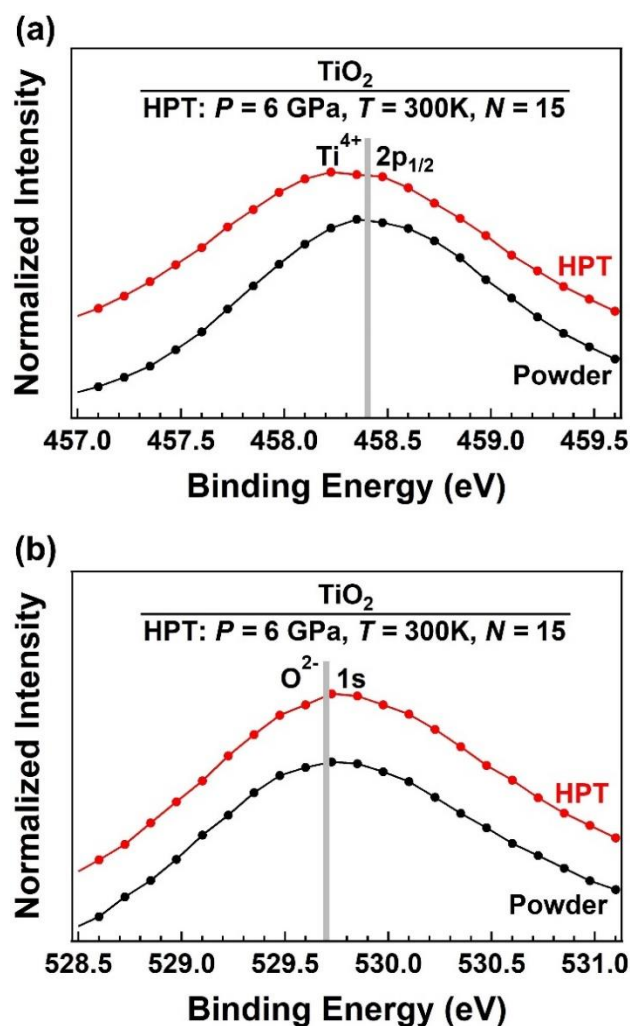 (a)
TiO₂
HPT: P = 6 GPa, T = 300K, N = 15
Ti⁴⁺ 2p₁/₂
HPT
Powder
Normalized Intensity
457.0 457.5 458.0 458.5 459.0 459.5
Binding Energy (eV)
(b)
TiO₂
HPT: P = 6 GPa, T = 300K, N = 15
O²⁻ 1s
HPT
Powder
Normalized Intensity
528.5 529.0 529.5 530.0 530.5 531.0
Binding Energy (eV)